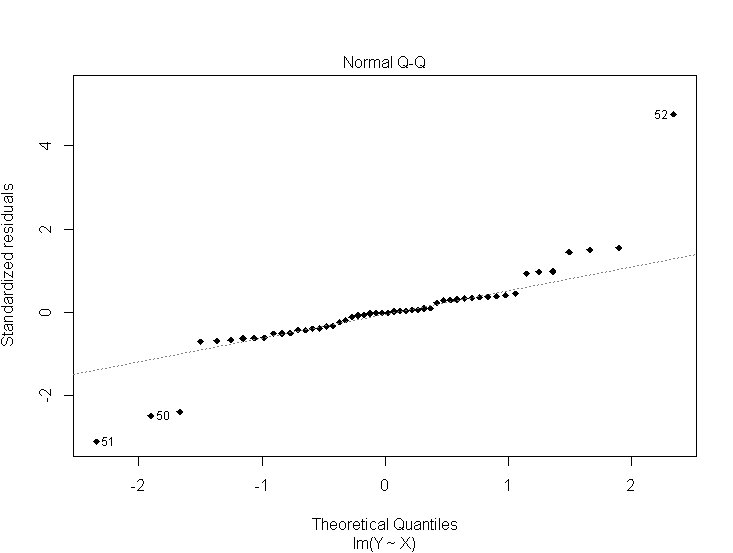 Normal Q-Q
52
4
2
0
-2
50
51
Standardized residuals
-2 -1 0 1 2
Theoretical Quantiles
lm(Y ~ X)